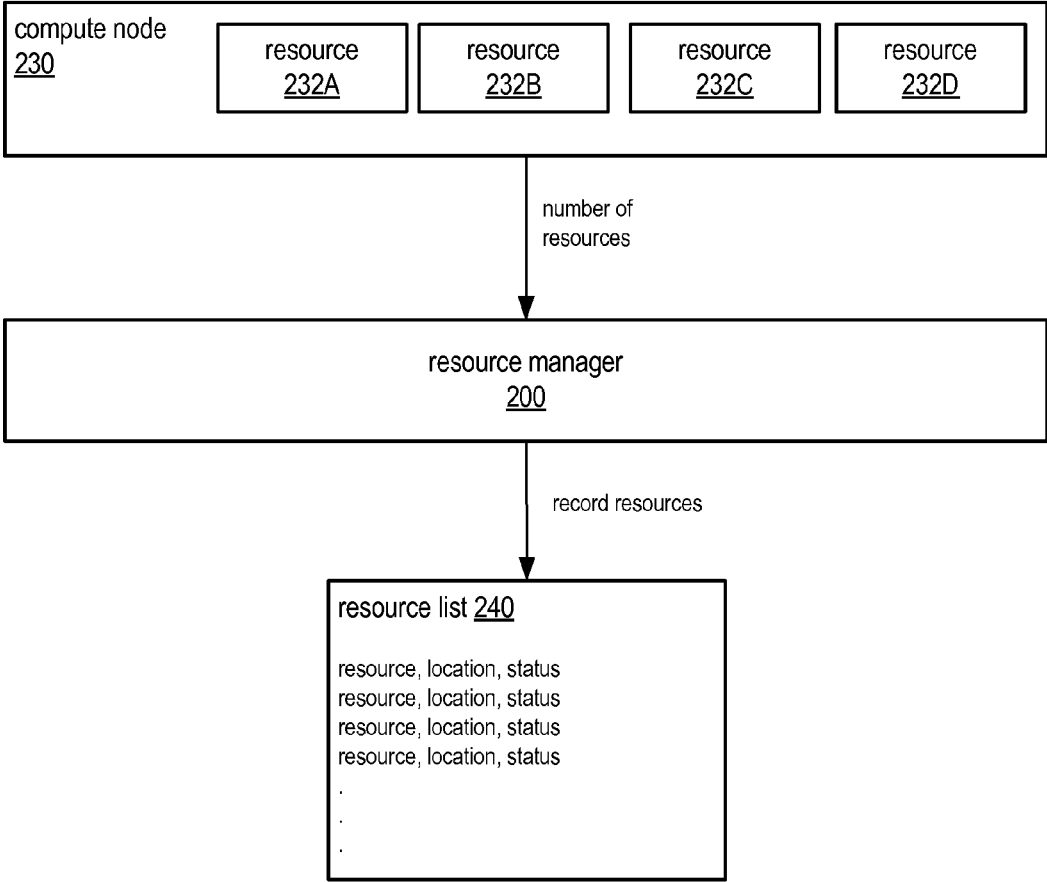 compute node
230
resource
232A
resource
232B
resource
232C
resource
232D
number of
resources
resource manager
200
record resources
resource list 240
resource, location, status
resource, location, status
resource, location, status
resource, location, status
.
.
.